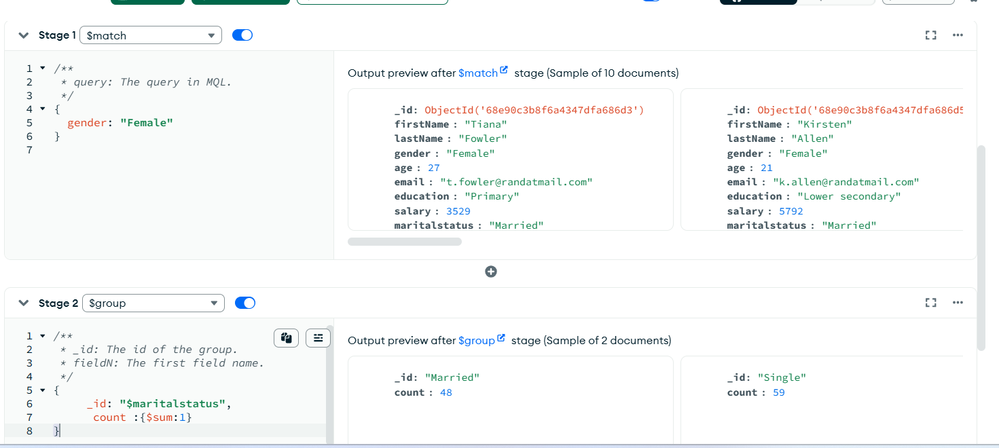 Stage 1 $match
1 /**
2 * query: The query in MQL.
3 */
4 {
5 gender: "Female"
6 }
7
Output preview after $match stage (Sample of 10 documents)
_id: ObjectId('68e90c3b8f6a4347dfa686d3')
firstName : "Tiana"
lastName : "Fowler"
gender : "Female"
age : 27
email : "t.fowler@randatmail.com"
education : "Primary"
salary : 3529
maritalstatus : "Married"
_id: ObjectId('68e90c3b8f6a4347dfa686d5
firstName : "Kirsten"
lastName : "Allen"
gender : "Female"
age : 21
email : "k.allen@randatmail.com"
education : "Lower secondary"
salary : 5792
maritalstatus : "Married"
Stage 2 $group
1 /**
2 * _id: The id of the group.
3 * fieldN: The first field name.
4 */
5 {
6 _id: "$maritalstatus",
7 count :{$sum:1}
8 }
Output preview after $group stage (Sample of 2 documents)
_id: "Married"
count : 48
_id: "Single"
count : 59